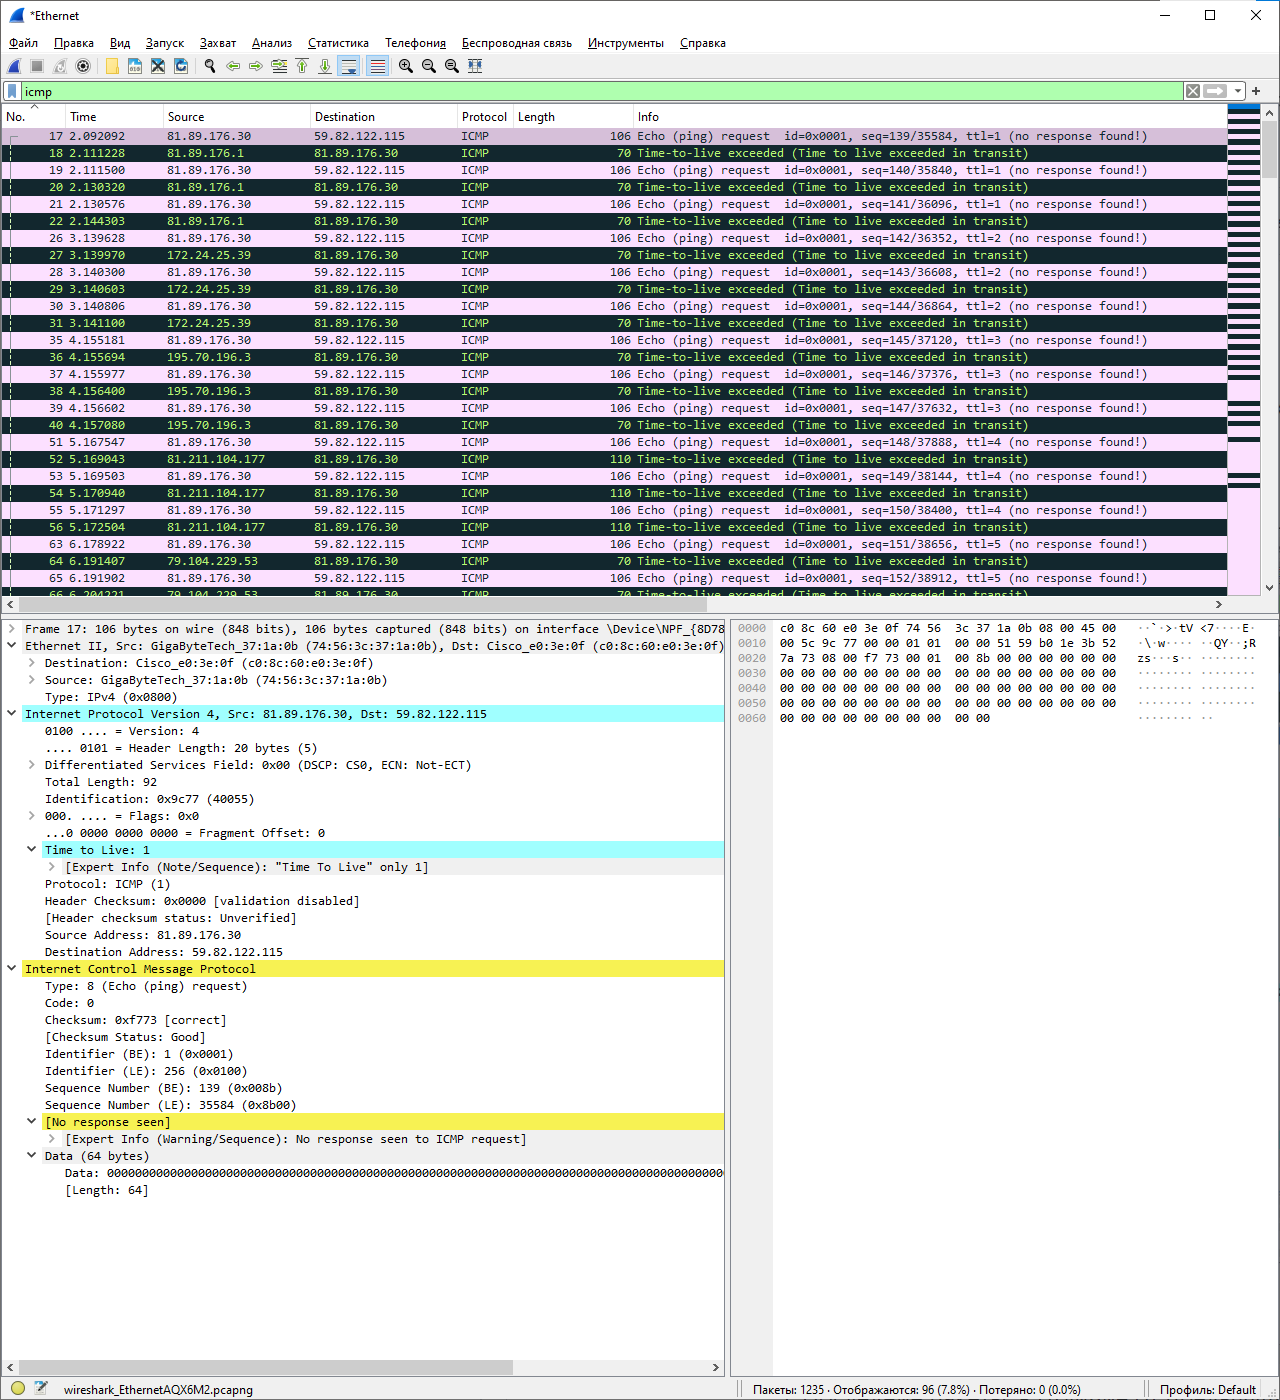 *Ethernet
Файл Правка Вид Запуск Захват Анализ Статистика Телефония Беспроводная связь Инструменты Справка
icmp
No. Time Source Destination Protocol Length Info
17 2.092092 81.89.176.30 59.82.122.115 ICMP 106 Echo (ping) request id=0x0001, seq=139/35584, ttl=1 (no response found!)
18 2.111228 81.89.176.1 81.89.176.30 ICMP 70 Time-to-live exceeded (Time to live exceeded in transit)
19 2.111500 81.89.176.30 59.82.122.115 ICMP 106 Echo (ping) request id=0x0001, seq=140/35840, ttl=1 (no response found!)
20 2.130320 81.89.176.1 81.89.176.30 ICMP 70 Time-to-live exceeded (Time to live exceeded in transit)
21 2.130576 81.89.176.30 59.82.122.115 ICMP 106 Echo (ping) request id=0x0001, seq=141/36096, ttl=1 (no response found!)
22 2.144303 81.89.176.1 81.89.176.30 ICMP 70 Time-to-live exceeded (Time to live exceeded in transit)
26 3.139628 81.89.176.30 59.82.122.115 ICMP 106 Echo (ping) request id=0x0001, seq=142/36352, ttl=2 (no response found!)
27 3.139970 172.24.25.39 81.89.176.30 ICMP 70 Time-to-live exceeded (Time to live exceeded in transit)
28 3.140300 81.89.176.30 59.82.122.115 ICMP 106 Echo (ping) request id=0x0001, seq=143/36608, ttl=2 (no response found!)
29 3.140603 172.24.25.39 81.89.176.30 ICMP 70 Time-to-live exceeded (Time to live exceeded in transit)
30 3.140806 81.89.176.30 59.82.122.115 ICMP 106 Echo (ping) request id=0x0001, seq=144/36864, ttl=2 (no response found!)
31 3.141100 172.24.25.39 81.89.176.30 ICMP 70 Time-to-live exceeded (Time to live exceeded in transit)
35 4.155181 81.89.176.30 59.82.122.115 ICMP 106 Echo (ping) request id=0x0001, seq=145/37120, ttl=3 (no response found!)
36 4.155694 195.70.196.3 81.89.176.30 ICMP 70 Time-to-live exceeded (Time to live exceeded in transit)
37 4.155977 81.89.176.30 59.82.122.115 ICMP 106 Echo (ping) request id=0x0001, seq=146/37376, ttl=3 (no response found!)
38 4.156400 195.70.196.3 81.89.176.30 ICMP 70 Time-to-live exceeded (Time to live exceeded in transit)
39 4.156602 81.89.176.30 59.82.122.115 ICMP 106 Echo (ping) request id=0x0001, seq=147/37632, ttl=3 (no response found!)
40 4.157080 195.70.196.3 81.89.176.30 ICMP 70 Time-to-live exceeded (Time to live exceeded in transit)
51 5.167547 81.89.176.30 59.82.122.115 ICMP 106 Echo (ping) request id=0x0001, seq=148/37888, ttl=4 (no response found!)
52 5.169043 81.211.104.177 81.89.176.30 ICMP 110 Time-to-live exceeded (Time to live exceeded in transit)
53 5.169503 81.89.176.30 59.82.122.115 ICMP 106 Echo (ping) request id=0x0001, seq=149/38144, ttl=4 (no response found!)
54 5.170940 81.211.104.177 81.89.176.30 ICMP 110 Time-to-live exceeded (Time to live exceeded in transit)
55 5.171297 81.89.176.30 59.82.122.115 ICMP 106 Echo (ping) request id=0x0001, seq=150/38400, ttl=4 (no response found!)
56 5.172504 81.211.104.177 81.89.176.30 ICMP 110 Time-to-live exceeded (Time to live exceeded in transit)
63 6.178922 81.89.176.30 59.82.122.115 ICMP 106 Echo (ping) request id=0x0001, seq=151/38656, ttl=5 (no response found!)
64 6.191407 79.104.229.53 81.89.176.30 ICMP 70 Time-to-live exceeded (Time to live exceeded in transit)
65 6.191902 81.89.176.30 59.82.122.115 ICMP 106 Echo (ping) request id=0x0001, seq=152/38912, ttl=5 (no response found!)
66 6.204221 79.104.229.53 81.89.176.30 ICMP 70 Time-to-live exceeded (Time to live exceeded in transit)
Frame 17: 106 bytes on wire (848 bits), 106 bytes captured (848 bits) on interface \Device\NPF_{8D78
Ethernet II, Src: GigaByteTech_37:1a:0b (74:56:3c:37:1a:0b), Dst: Cisco_e0:3e:0f (c0:8c:60:e0:3e:0f)
Destination: Cisco_e0:3e:0f (c0:8c:60:e0:3e:0f)
Source: GigaByteTech_37:1a:0b (74:56:3c:37:1a:0b)
Type: IPv4 (0x0800)
Internet Protocol Version 4, Src: 81.89.176.30, Dst: 59.82.122.115
0100 .... = Version: 4
.... 0101 = Header Length: 20 bytes (5)
Differentiated Services Field: 0x00 (DSCP: CS0, ECN: Not-ECT)
Total Length: 92
Identification: 0x9c77 (40055)
000. .... = Flags: 0x0
...0 0000 0000 0000 = Fragment Offset: 0
Time to Live: 1
[Expert Info (Note/Sequence): "Time To Live" only 1]
Protocol: ICMP (1)
Header Checksum: 0x0000 [validation disabled]
[Header checksum status: Unverified]
Source Address: 81.89.176.30
Destination Address: 59.82.122.115
Internet Control Message Protocol
Type: 8 (Echo (ping) request)
Code: 0
Checksum: 0xf773 [correct]
[Checksum Status: Good]
Identifier (BE): 1 (0x0001)
Identifier (LE): 256 (0x0100)
Sequence Number (BE): 139 (0x008b)
Sequence Number (LE): 35584 (0x8b00)
[No response seen]
[Expert Info (Warning/Sequence): No response seen to ICMP request]
Data (64 bytes)
Data: 0000000000000000000000000000000000000000000000000000000000000000000000000000000000000000
[Length: 64]
0000 c0 8c 60 e0 3e 0f 74 56 3c 37 1a 0b 08 00 45 00 ··`·>·tV <7····E·
0010 00 5c 9c 77 00 00 01 01 00 00 51 59 b0 1e 3b 52 ·\·w···· ··QY··;R
0020 7a 73 08 00 f7 73 00 01 00 8b 00 00 00 00 00 00 zs···s·· ········
0030 00 00 00 00 00 00 00 00 00 00 00 00 00 00 00 00 ········ ········
0040 00 00 00 00 00 00 00 00 00 00 00 00 00 00 00 00 ········ ········
0050 00 00 00 00 00 00 00 00 00 00 00 00 00 00 00 00 ········ ········
0060 00 00 00 00 00 00 00 00 00 00 ········ ··
wireshark_EthernetAQX6M2.pcapng
Пакеты: 1235 · Отображаются: 96 (7.8%) · Потеряно: 0 (0.0%)
Профиль: Default